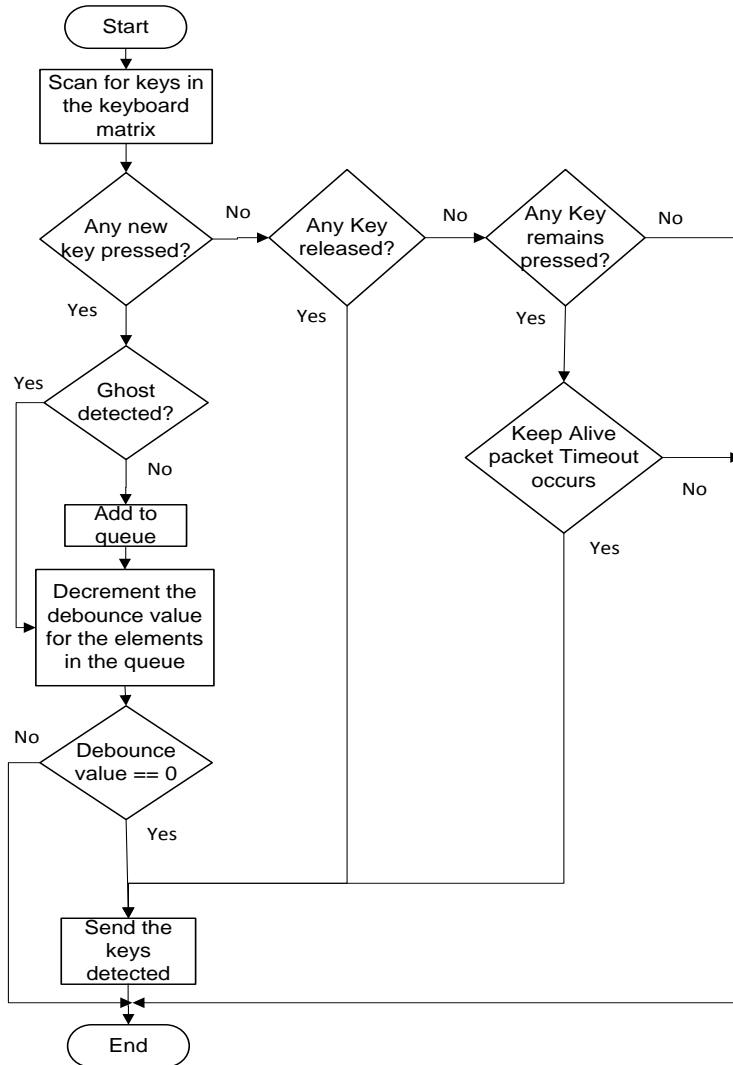 Start
Scan for keys in
the keyboard
matrix
Any new
key pressed?
No
Any Key
released?
No
Any Key
remains
pressed?
No
Yes
Yes
Yes
Yes
Ghost
detected?
No
Keep Alive
packet Timeout
occurs
No
Yes
Add to
queue
Decrement the
debounce value
for the elements
in the queue
No
Debounce
value == 0
Yes
Send the
keys
detected
End